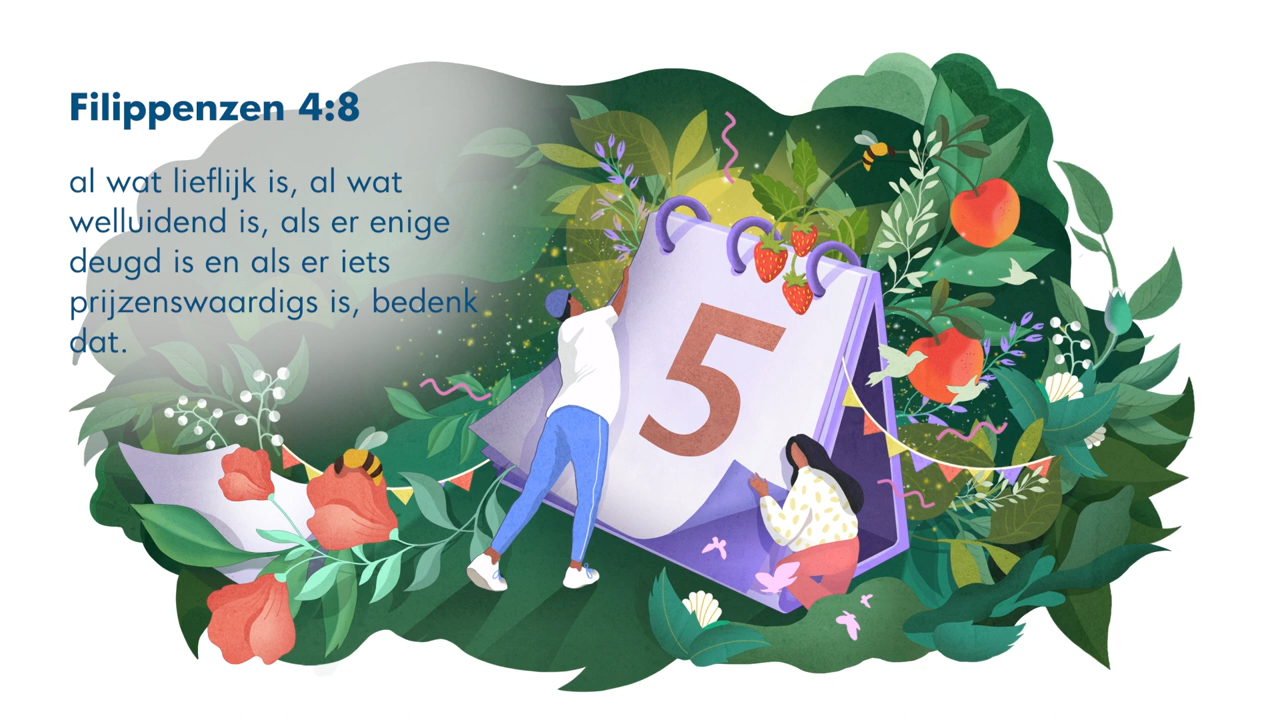 Filippenzen 4:8
al wat lieflijk is, al wat
welluidend is, als er enige
deugd is en als er iets
prijzenswaardigs is, bedenk
dat.
5